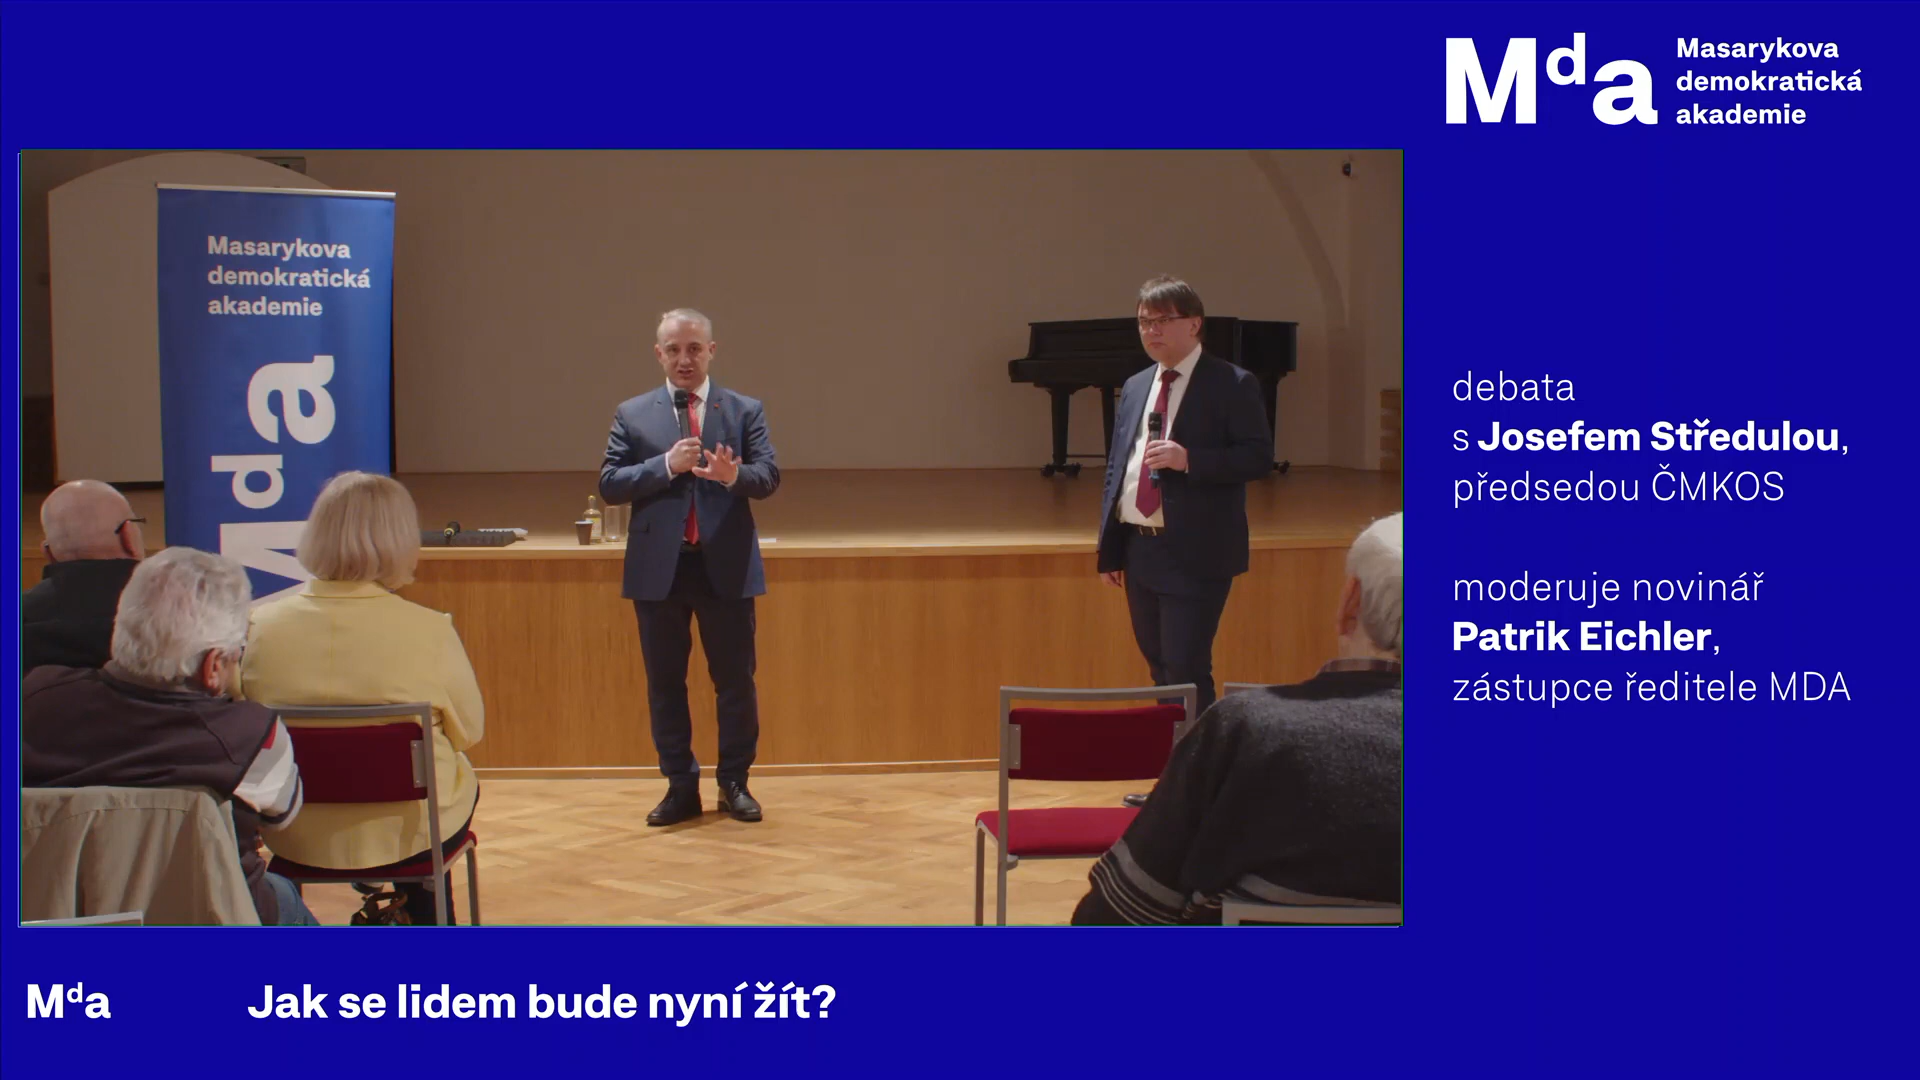 Mda
Masarykova
demokratická
akademie
Masarykova
demokratická
akademie
Mda
debata
s Josefem Středulou,
předsedou ČMKOS
moderuje novinář
Patrik Eichler,
zástupce ředitele MDA
Mda
Jak se lidem bude nyní žít?